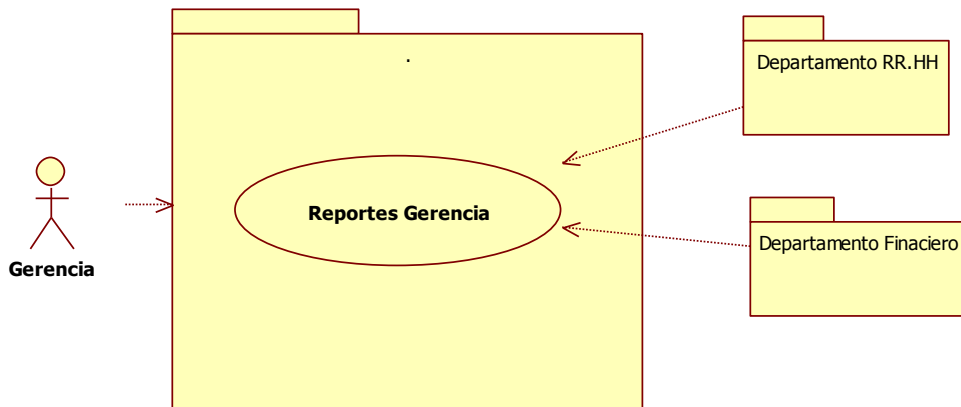 .
Departamento RR.HH
Reportes Gerencia
Departamento Finaciero
Gerencia